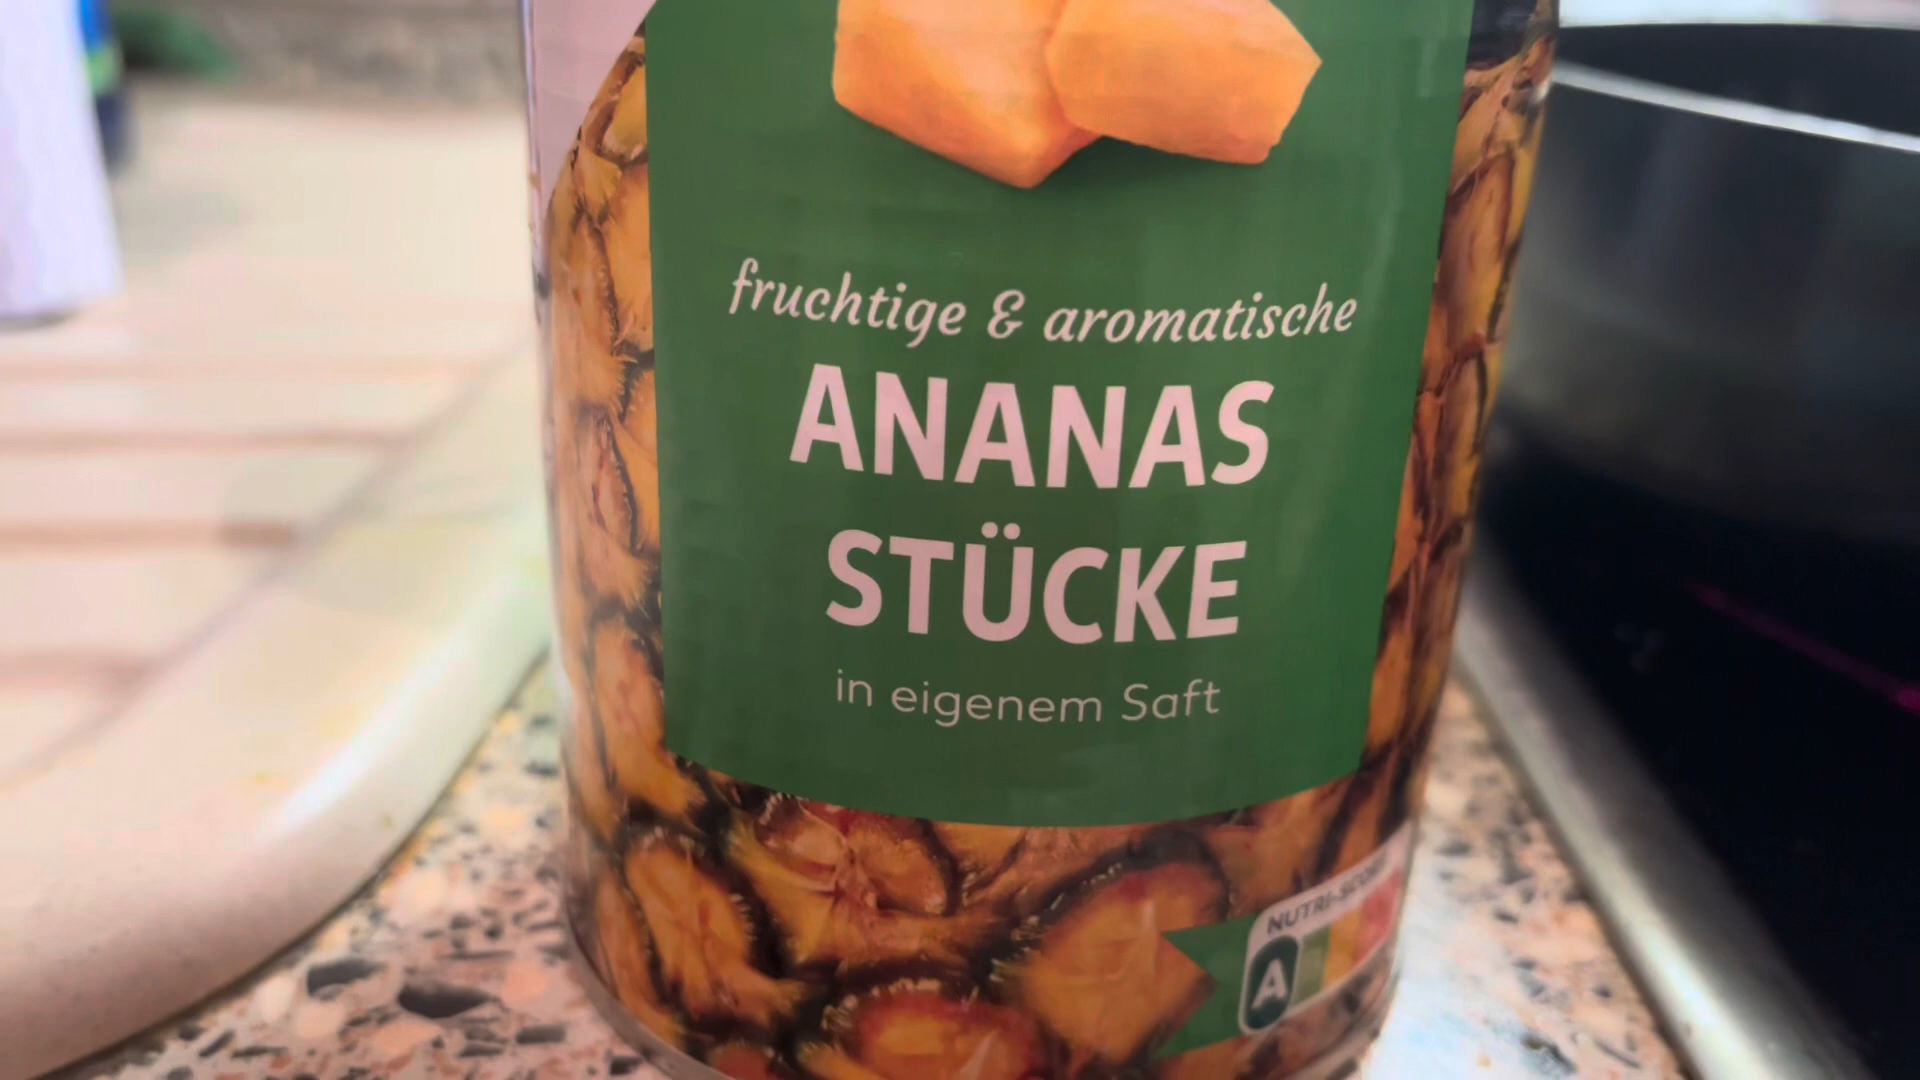 fruchtige & aromatische
ANANAS
STÜCKE
in eigenem Saft
NUTRI-SCORE
A